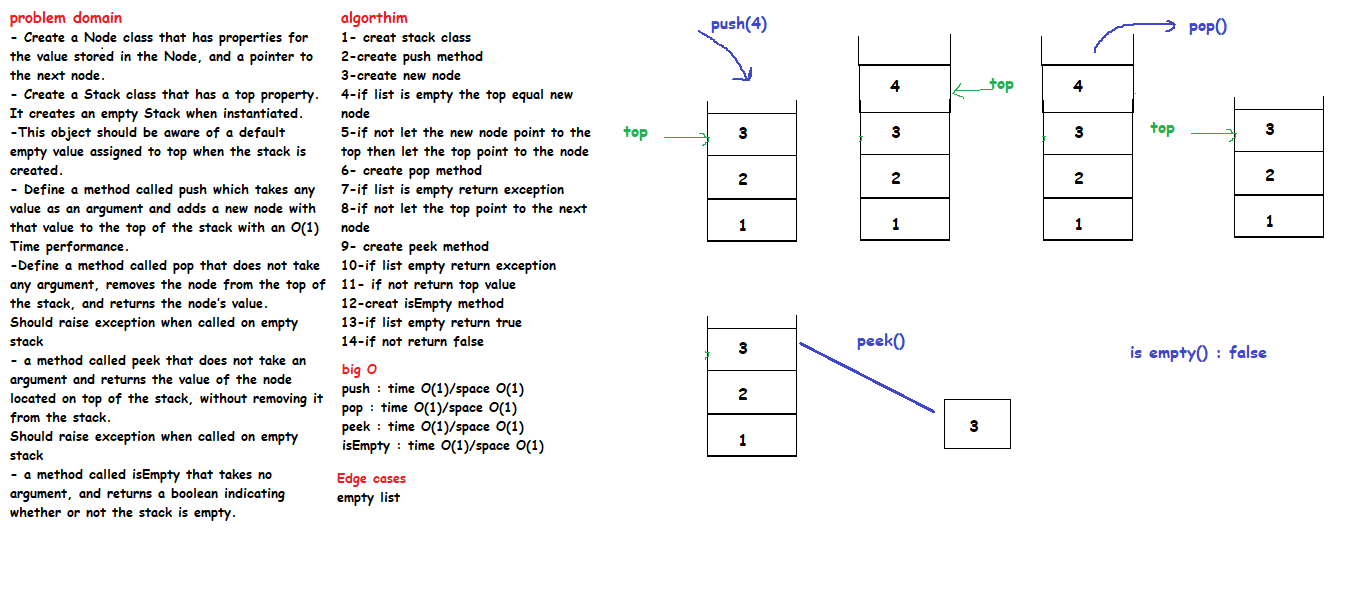 problem domain
- Create a Node class that has properties for
the value stored in the Node, and a pointer to
the next node.
- Create a Stack class that has a top property.
It creates an empty Stack when instantiated.
-This object should be aware of a default
empty value assigned to top when the stack is
created.
- Define a method called push which takes any
value as an argument and adds a new node with
that value to the top of the stack with an O(1)
Time performance.
-Define a method called pop that does not take
any argument, removes the node from the top of
the stack, and returns the node's value.
Should raise exception when called on empty
stack
- a method called peek that does not take an
argument and returns the value of the node
located on top of the stack, without removing it
from the stack.
Should raise exception when called on empty
stack
- a method called isEmpty that takes no
argument, and returns a boolean indicating
whether or not the stack is empty.
algorthim
1- creat stack class
2-create push method
3-create new node
4-if list is empty the top equal new
node
5-if not let the new node point to the
top then let the top point to the node
6- create pop method
7-if list is empty return exception
8-if not let the top point to the next
node
9- create peek method
10-if list empty return exception
11- if not return top value
12-creat isEmpty method
13-if list empty return true
14-if not return false
big O
push : time O(1)/space O(1)
pop : time O(1)/space O(1)
peek : time O(1)/space O(1)
isEmpty : time O(1)/space O(1)
Edge cases
empty list
push(4)
top
3
2
1
4
top
3
2
1
pop()
4
3
2
1
top
3
2
1
3
2
1
peek()
3
is empty() : false